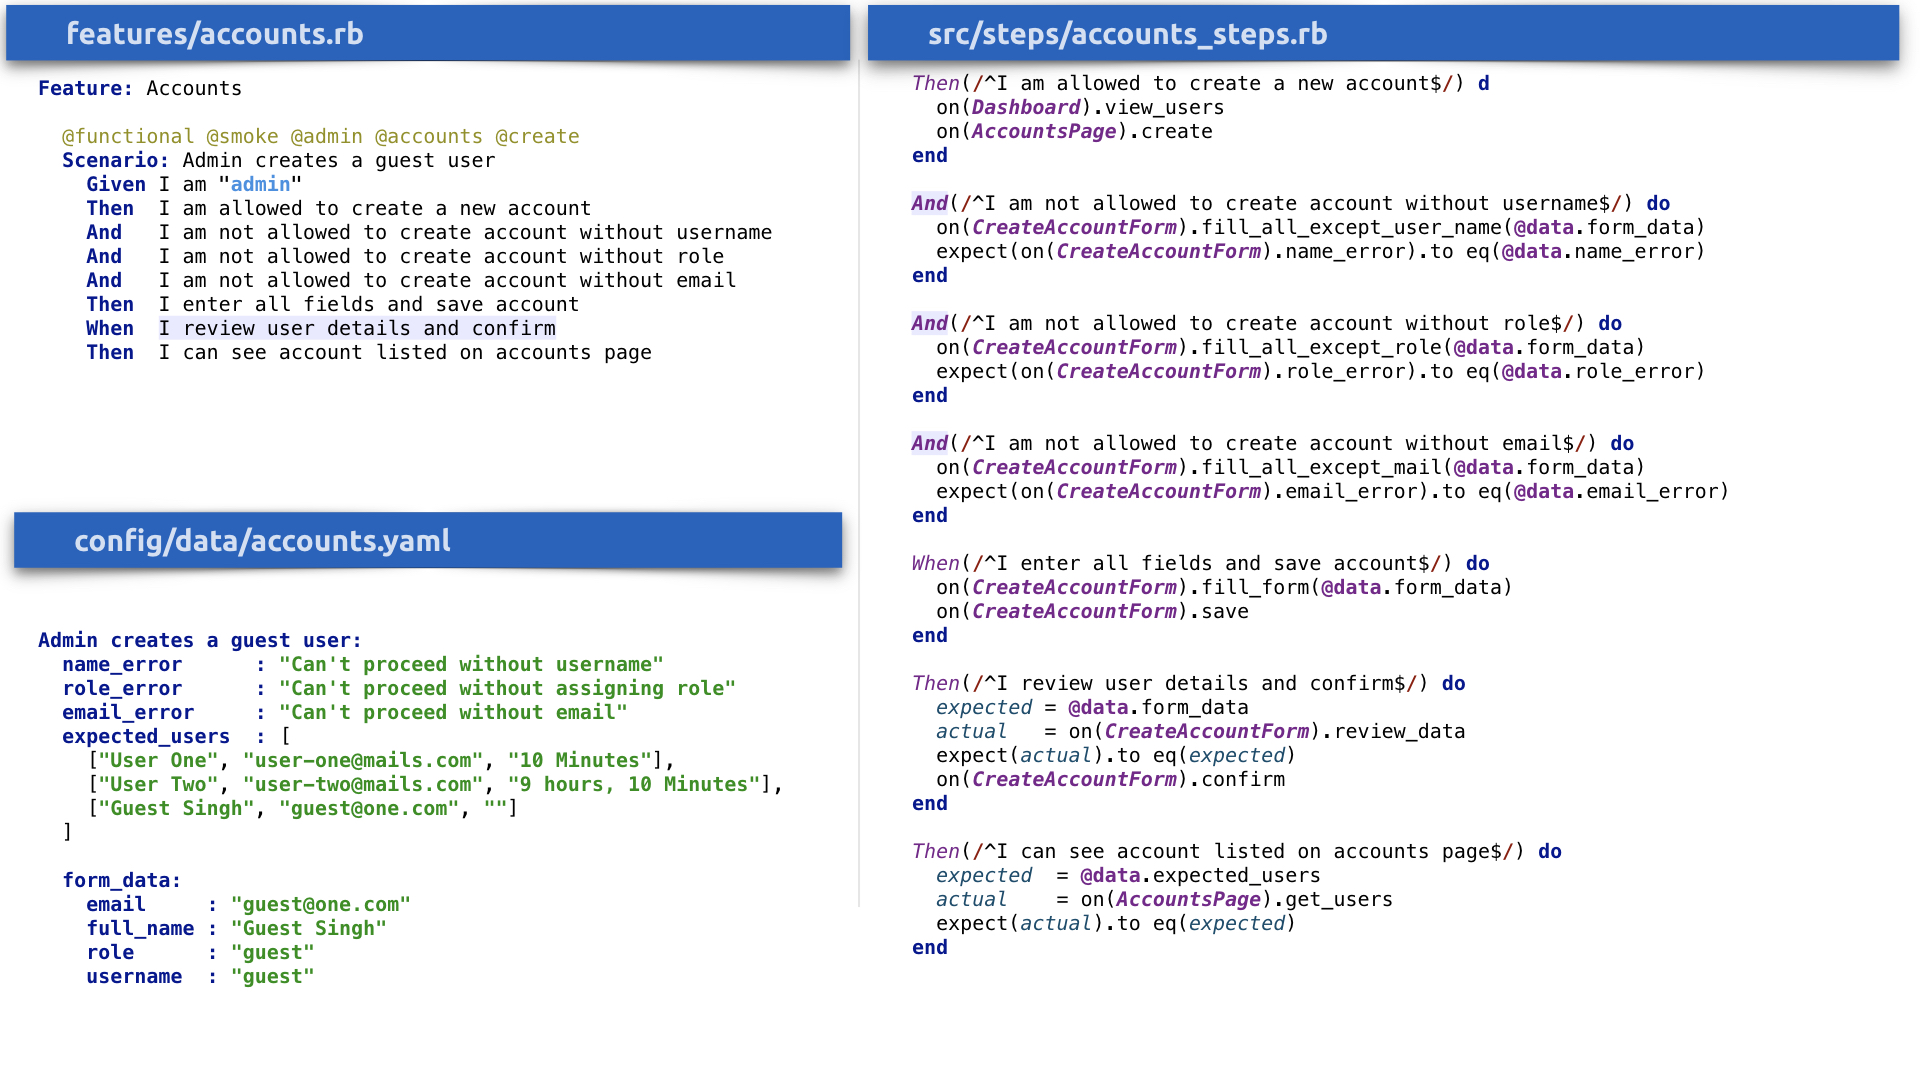 features/accounts.rb
Feature: Accounts
@functional @smoke @admin @accounts @create
Scenario: Admin creates a guest user
Given I am "admin"
Then  I am allowed to create a new account
And   I am not allowed to create account without username
And   I am not allowed to create account without role
And   I am not allowed to create account without email
Then  I enter all fields and save account
When  I review user details and confirm
Then  I can see account listed on accounts page
config/data/accounts.yaml
Admin creates a guest user:
  name_error      : "Can't proceed without username"
  role_error      : "Can't proceed without assigning role"
  email_error     : "Can't proceed without email"
  expected_users  : [
    ["User One", "user-one@mails.com", "10 Minutes"],
    ["User Two", "user-two@mails.com", "9 hours, 10 Minutes"],
    ["Guest Singh", "guest@one.com", ""]
  ]
  form_data:
    email     : "guest@one.com"
    full_name : "Guest Singh"
    role      : "guest"
    username  : "guest"
src/steps/accounts_steps.rb
Then(/^I am allowed to create a new account$/) d
  on(Dashboard).view_users
  on(AccountsPage).create
end
And(/^I am not allowed to create account without username$/) do
  on(CreateAccountForm).fill_all_except_user_name(@data.form_data)
  expect(on(CreateAccountForm).name_error).to eq(@data.name_error)
end
And(/^I am not allowed to create account without role$/) do
  on(CreateAccountForm).fill_all_except_role(@data.form_data)
  expect(on(CreateAccountForm).role_error).to eq(@data.role_error)
end
And(/^I am not allowed to create account without email$/) do
  on(CreateAccountForm).fill_all_except_mail(@data.form_data)
  expect(on(CreateAccountForm).email_error).to eq(@data.email_error)
end
When(/^I enter all fields and save account$/) do
  on(CreateAccountForm).fill_form(@data.form_data)
  on(CreateAccountForm).save
end
Then(/^I review user details and confirm$/) do
  expected = @data.form_data
  actual   = on(CreateAccountForm).review_data
  expect(actual).to eq(expected)
  on(CreateAccountForm).confirm
end
Then(/^I can see account listed on accounts page$/) do
  expected  = @data.expected_users
  actual    = on(AccountsPage).get_users
  expect(actual).to eq(expected)
end